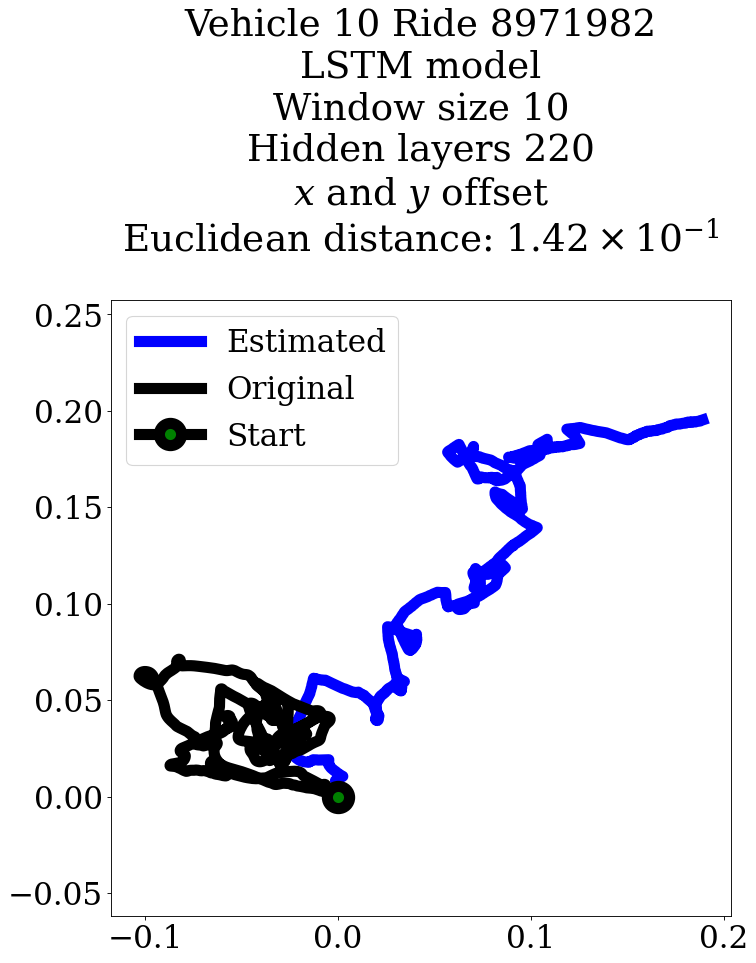 Vehicle 10 Ride 8971982
LSTM model
Window size 10
Hidden layers 220
x and y offset
Euclidean distance: 1.42 × 10⁻¹
Estimated
Original
Start
0.25
0.20
0.15
0.10
0.05
0.00
−0.05
−0.1
0.0
0.1
0.2